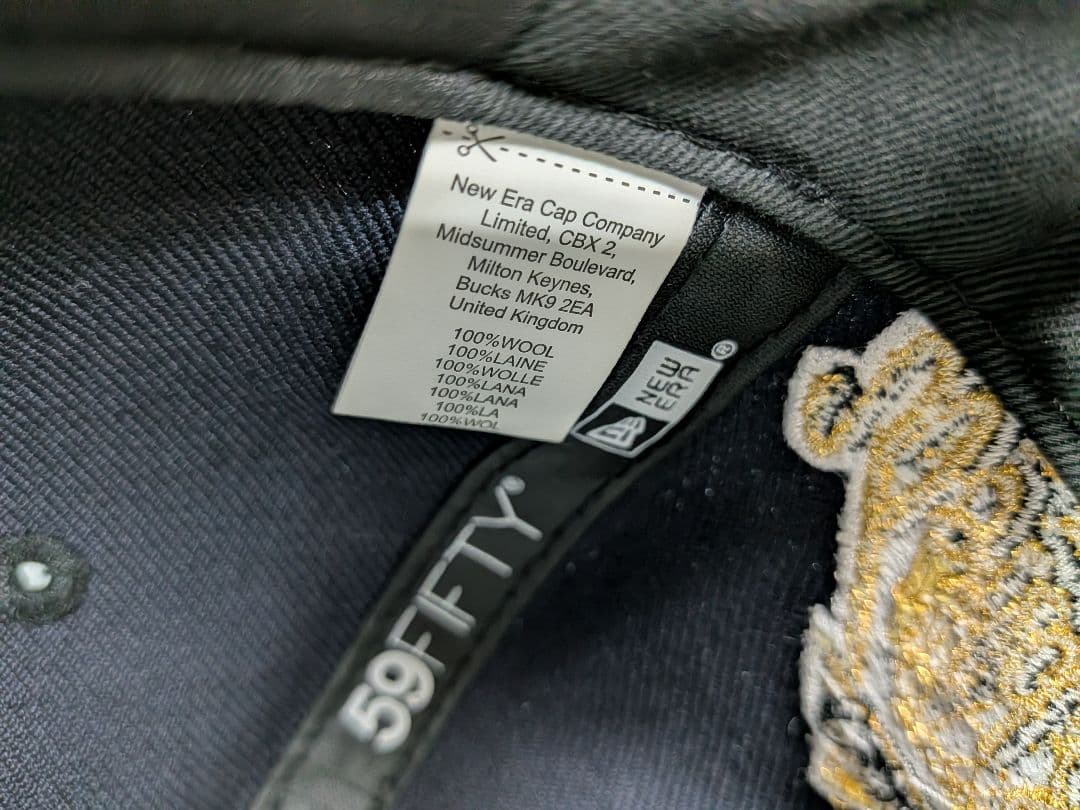 New Era Cap Company
Limited, CBX 2,
Midsummer Boulevard,
Milton Keynes,
Bucks MK9 2EA
United Kingdom
100%WOOL
100%LAINE
100%WOLLE
100%LANA
100%LANA
100%LA
100%WOL
NEW
ERA®
59FIFTY®